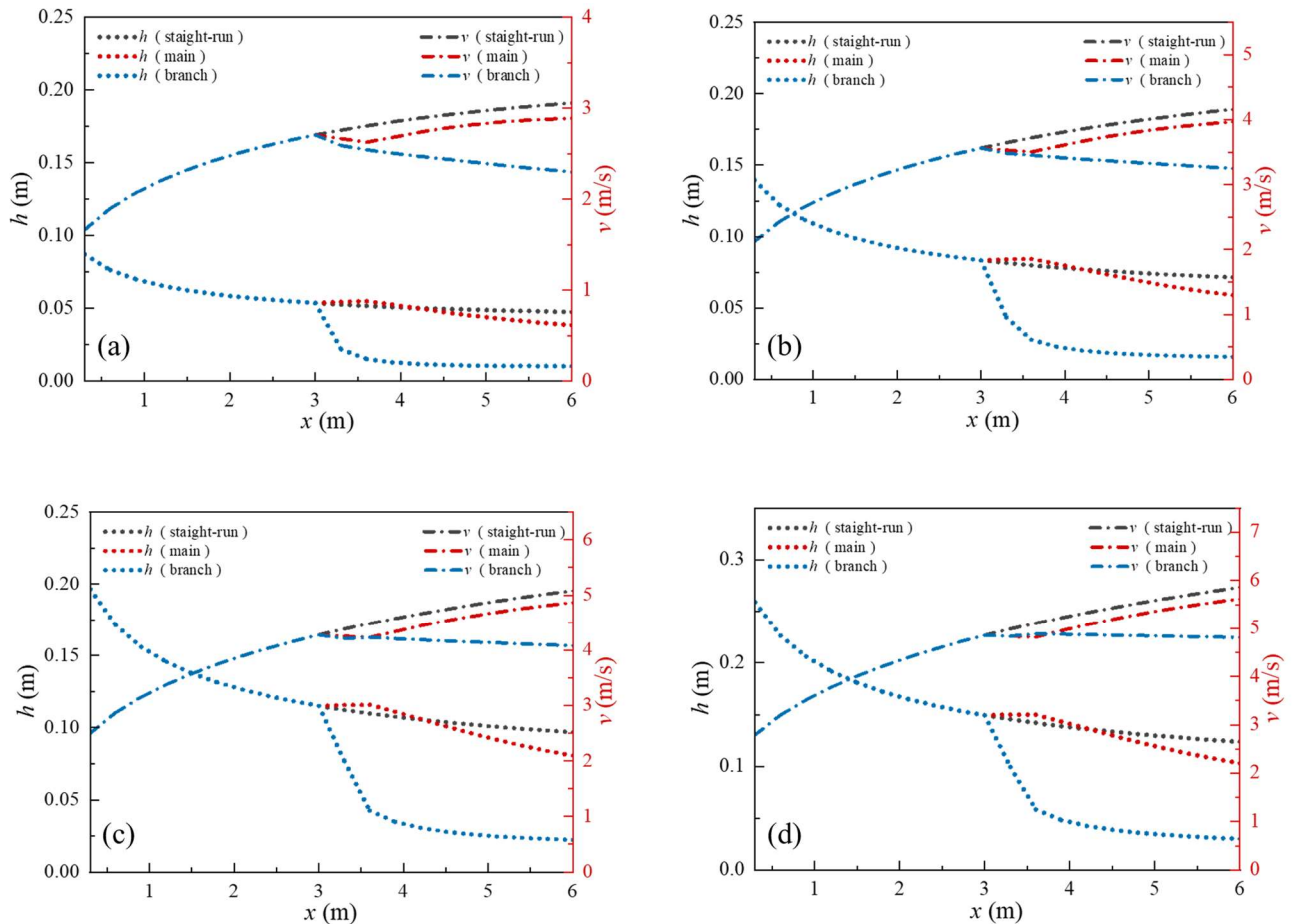 0.25
0.20
0.15
0.10
0.05
0.00
h (m)
h ( staight-run )
h ( main )
h ( branch )
v ( staight-run )
v ( main )
v ( branch )
4
3
2
1
0
v (m/s)
(a)
1 2 3 4 5 6
x (m)
0.25
0.20
0.15
0.10
0.05
0.00
h (m)
h ( staight-run )
h ( main )
h ( branch )
v ( staight-run )
v ( main )
v ( branch )
5
4
3
2
1
0
v (m/s)
(b)
1 2 3 4 5 6
x (m)
0.25
0.20
0.15
0.10
0.05
0.00
h (m)
h ( staight-run )
h ( main )
h ( branch )
v ( staight-run )
v ( main )
v ( branch )
6
5
4
3
2
1
0
v (m/s)
(c)
1 2 3 4 5 6
x (m)
0.3
0.2
0.1
0.0
h (m)
h ( staight-run )
h ( main )
h ( branch )
v ( staight-run )
v ( main )
v ( branch )
7
6
5
4
3
2
1
0
v (m/s)
(d)
1 2 3 4 5 6
x (m)